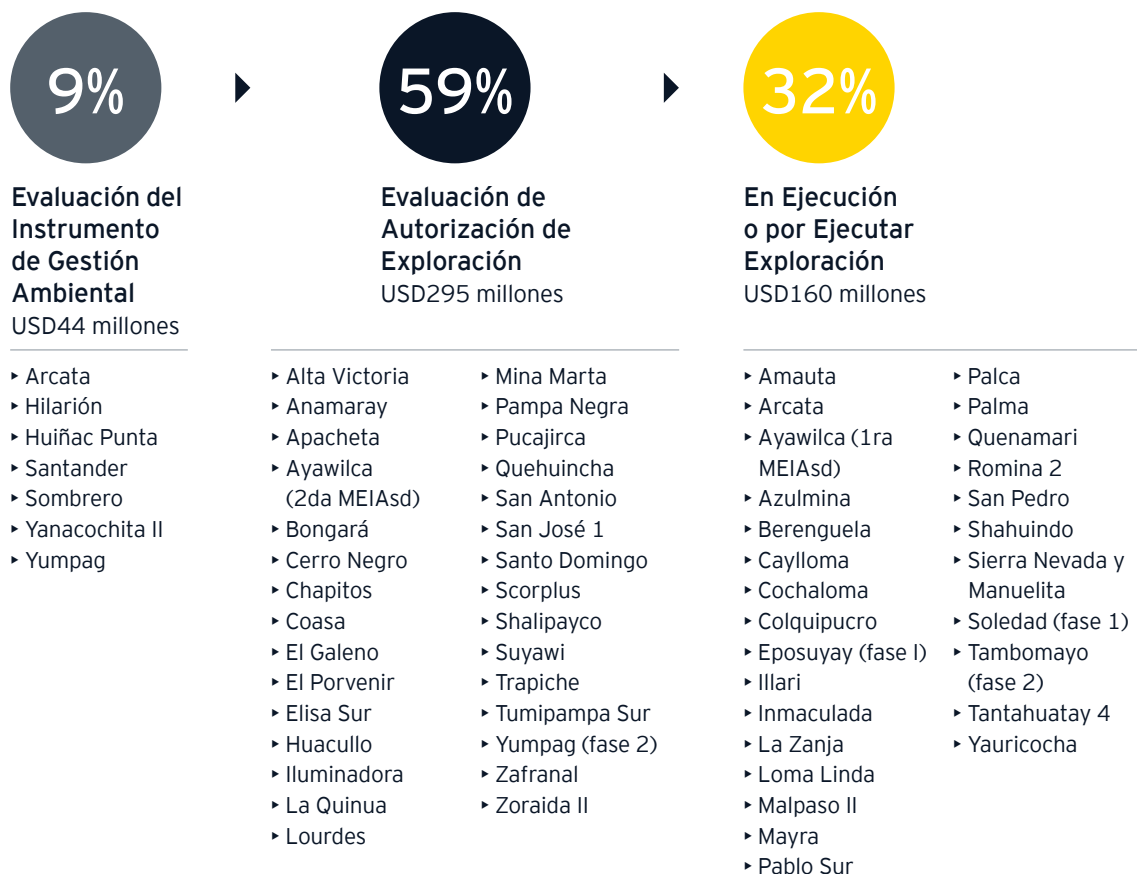 9%
Evaluación del
Instrumento
de Gestión
Ambiental
USD44 millones
‣ Arcata
‣ Hilarión
‣ Huiñac Punta
‣ Santander
‣ Sombrero
‣ Yanacochita II
‣ Yumpag
59%
Evaluación de
Autorización de
Exploración
USD295 millones
‣ Alta Victoria
‣ Anamaray
‣ Apacheta
‣ Ayawilca
(2da MEIAsd)
‣ Bongará
‣ Cerro Negro
‣ Chapitos
‣ Coasa
‣ El Galeno
‣ El Porvenir
‣ Elisa Sur
‣ Huacullo
‣ Iluminadora
‣ La Quinua
‣ Lourdes
‣ Mina Marta
‣ Pampa Negra
‣ Pucajirca
‣ Quehuincha
‣ San Antonio
‣ San José 1
‣ Santo Domingo
‣ Scorplus
‣ Shalipayco
‣ Suyawi
‣ Trapiche
‣ Tumipampa Sur
‣ Yumpag (fase 2)
‣ Zafranal
‣ Zoraida II
32%
En Ejecución
o por Ejecutar
Exploración
USD160 millones
‣ Amauta
‣ Arcata
‣ Ayawilca (1ra
MEIAsd)
‣ Azulmina
‣ Berenguela
‣ Caylloma
‣ Cochaloma
‣ Colquipucro
‣ Eposuyay (fase I)
‣ Illari
‣ Inmaculada
‣ La Zanja
‣ Loma Linda
‣ Malpaso II
‣ Mayra
‣ Pablo Sur
‣ Palca
‣ Palma
‣ Quenamari
‣ Romina 2
‣ San Pedro
‣ Shahuindo
‣ Sierra Nevada y
Manuelita
‣ Soledad (fase 1)
‣ Tambomayo
(fase 2)
‣ Tantahuatay 4
‣ Yauricocha